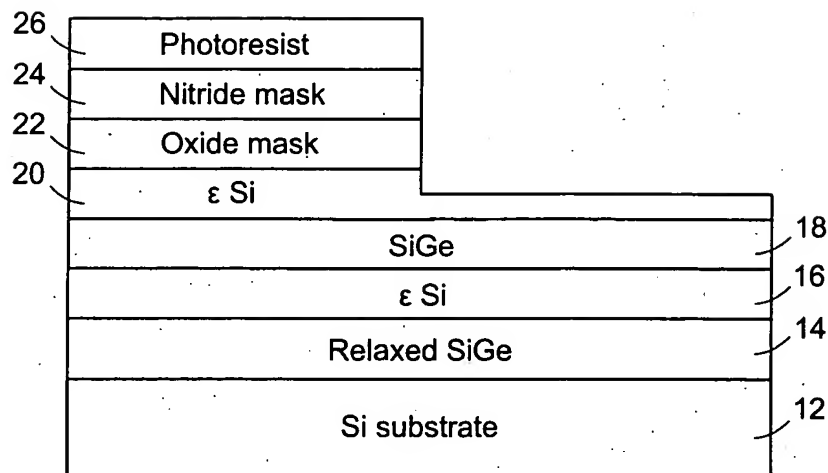 26 Photoresist
24 Nitride mask
22 Oxide mask
20 ε Si
SiGe 18
ε Si 16
Relaxed SiGe 14
Si substrate 12